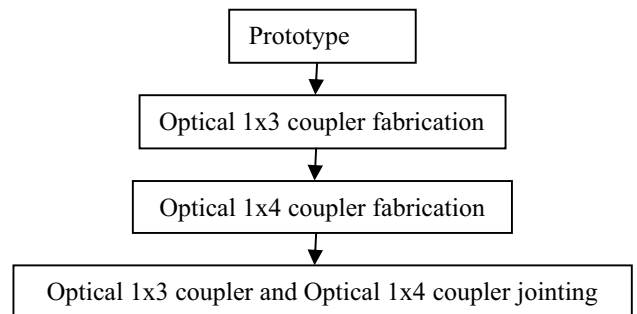 Prototype
Optical 1x3 coupler fabrication
Optical 1x4 coupler fabrication
Optical 1x3 coupler and Optical 1x4 coupler jointing